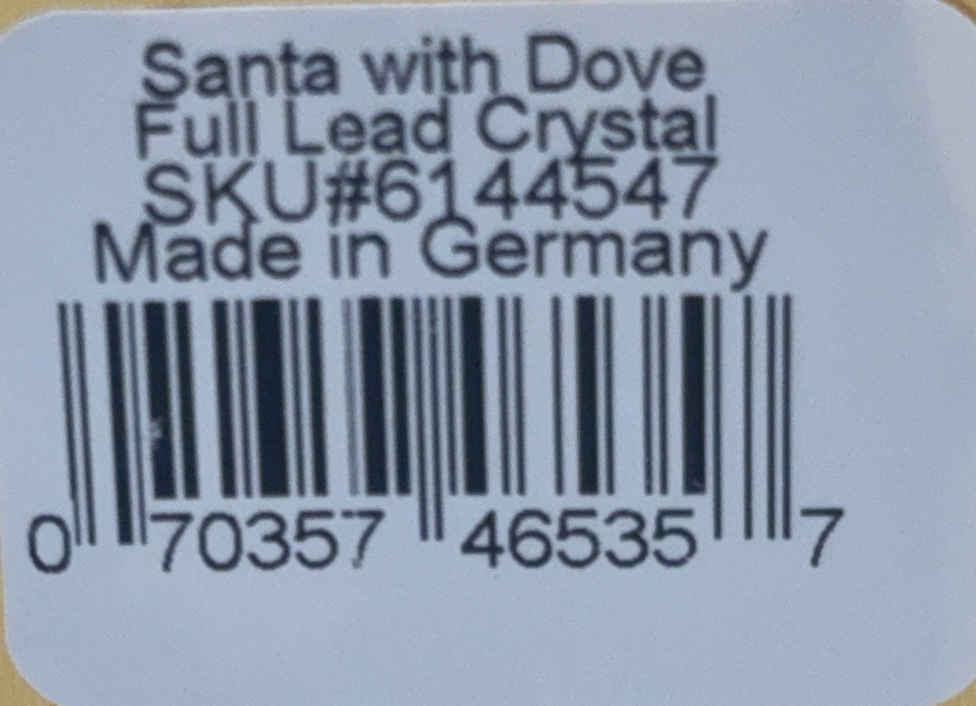 Santa with Dove
Full Lead Crystal
SKU#6144547
Made in Germany
0 70357 46535 7